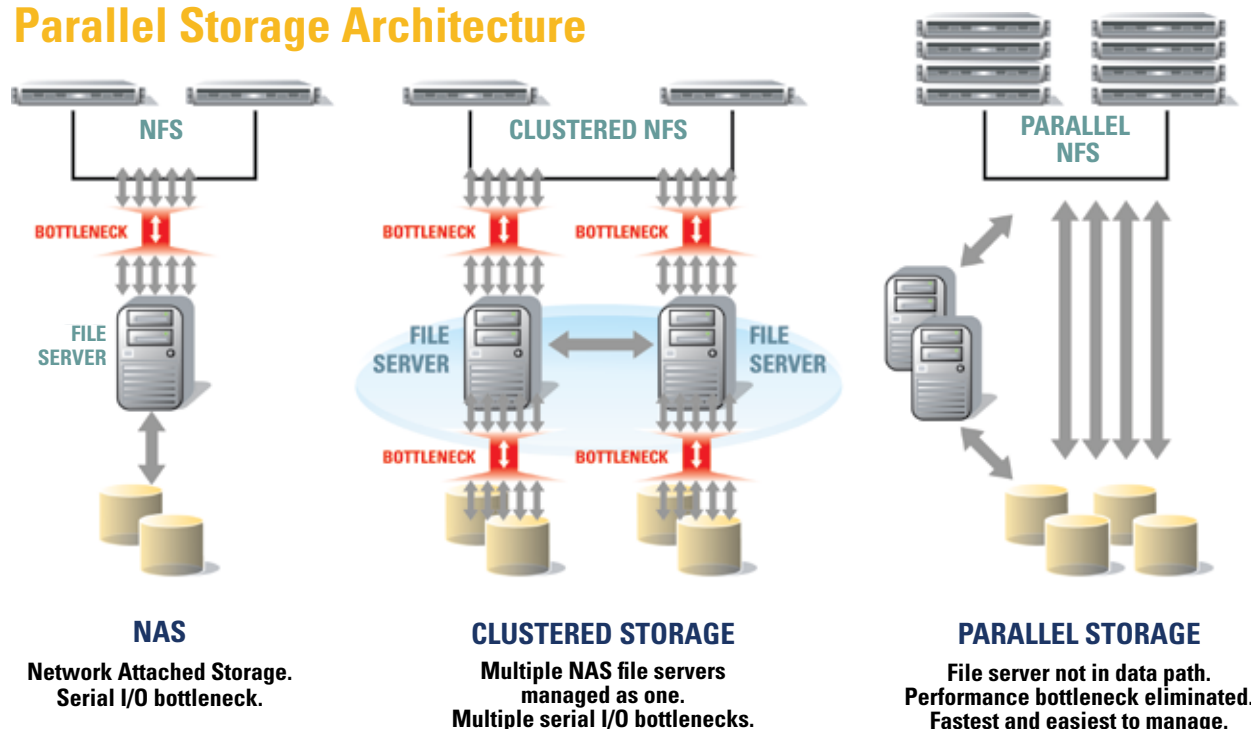 Parallel Storage Architecture
NFS
BOTTLENECK
FILE
SERVER
NAS
Network Attached Storage.
Serial I/O bottleneck.
CLUSTERED NFS
BOTTLENECK
BOTTLENECK
FILE
SERVER
FILE
SERVER
BOTTLENECK
BOTTLENECK
CLUSTERED STORAGE
Multiple NAS file servers
managed as one.
Multiple serial I/O bottlenecks.
PARALLEL
NFS
PARALLEL STORAGE
File server not in data path.
Performance bottleneck eliminated.
Fastest and easiest to manage.